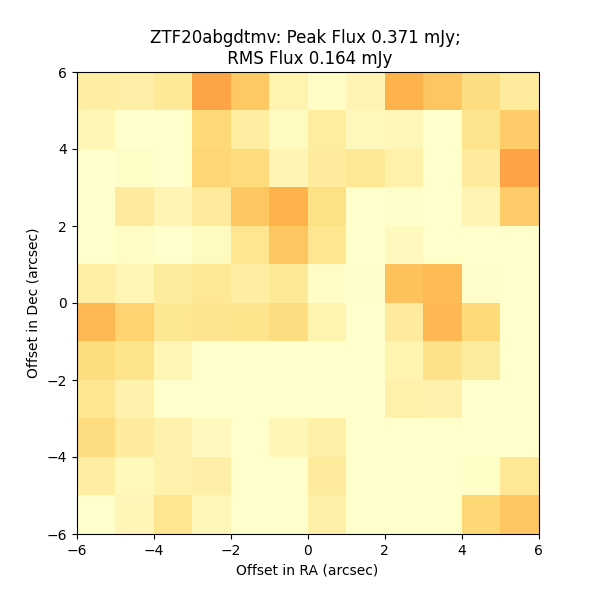 ZTF20abgdtmv: Peak Flux 0.371 mJy;
RMS Flux 0.164 mJy
6
4
2
0
−2
−4
−6
Offset in Dec (arcsec)
−6 −4 −2 0 2 4 6
Offset in RA (arcsec)